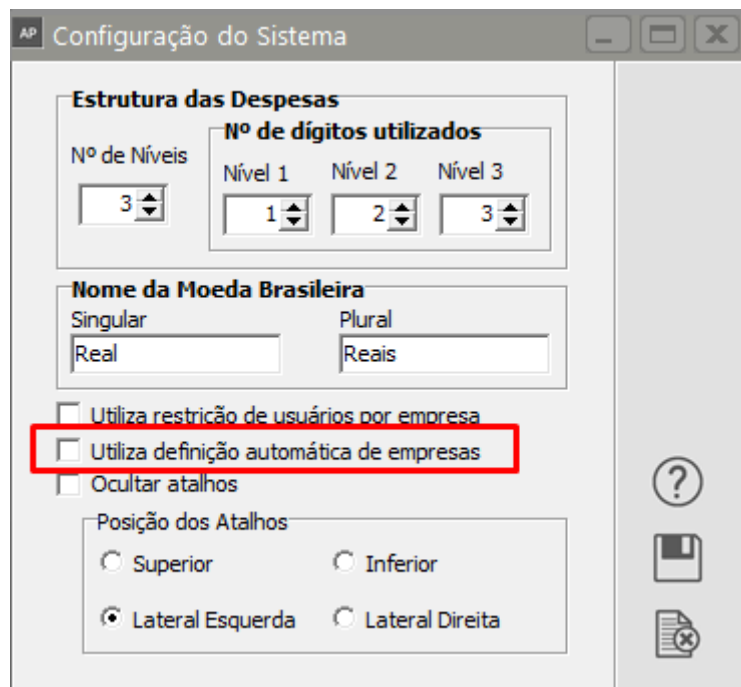 AP Configuração do Sistema
Estrutura das Despesas
Nº de dígitos utilizados
Nº de Níveis
Nível 1 Nível 2 Nível 3
3 1 2 3
Nome da Moeda Brasileira
Singular Plural
Real Reais
Utiliza restrição de usuários por empresa
Utiliza definição automática de empresas
Ocultar atalhos
Posição dos Atalhos
Superior Inferior
Lateral Esquerda Lateral Direita